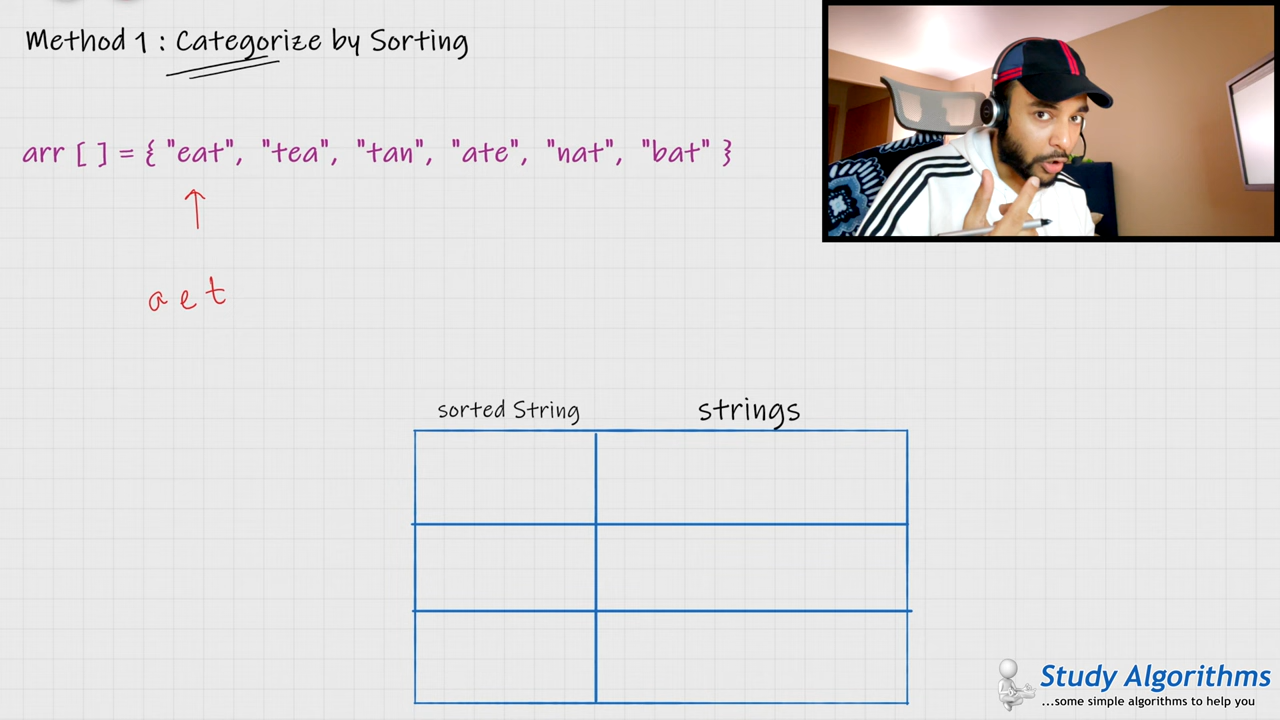 Method 1 : Categorize by Sorting
arr [ ] = { "eat", "tea", "tan", "ate", "nat", "bat" }
a e t
sorted String
strings
Study Algorithms
...some simple algorithms to help you